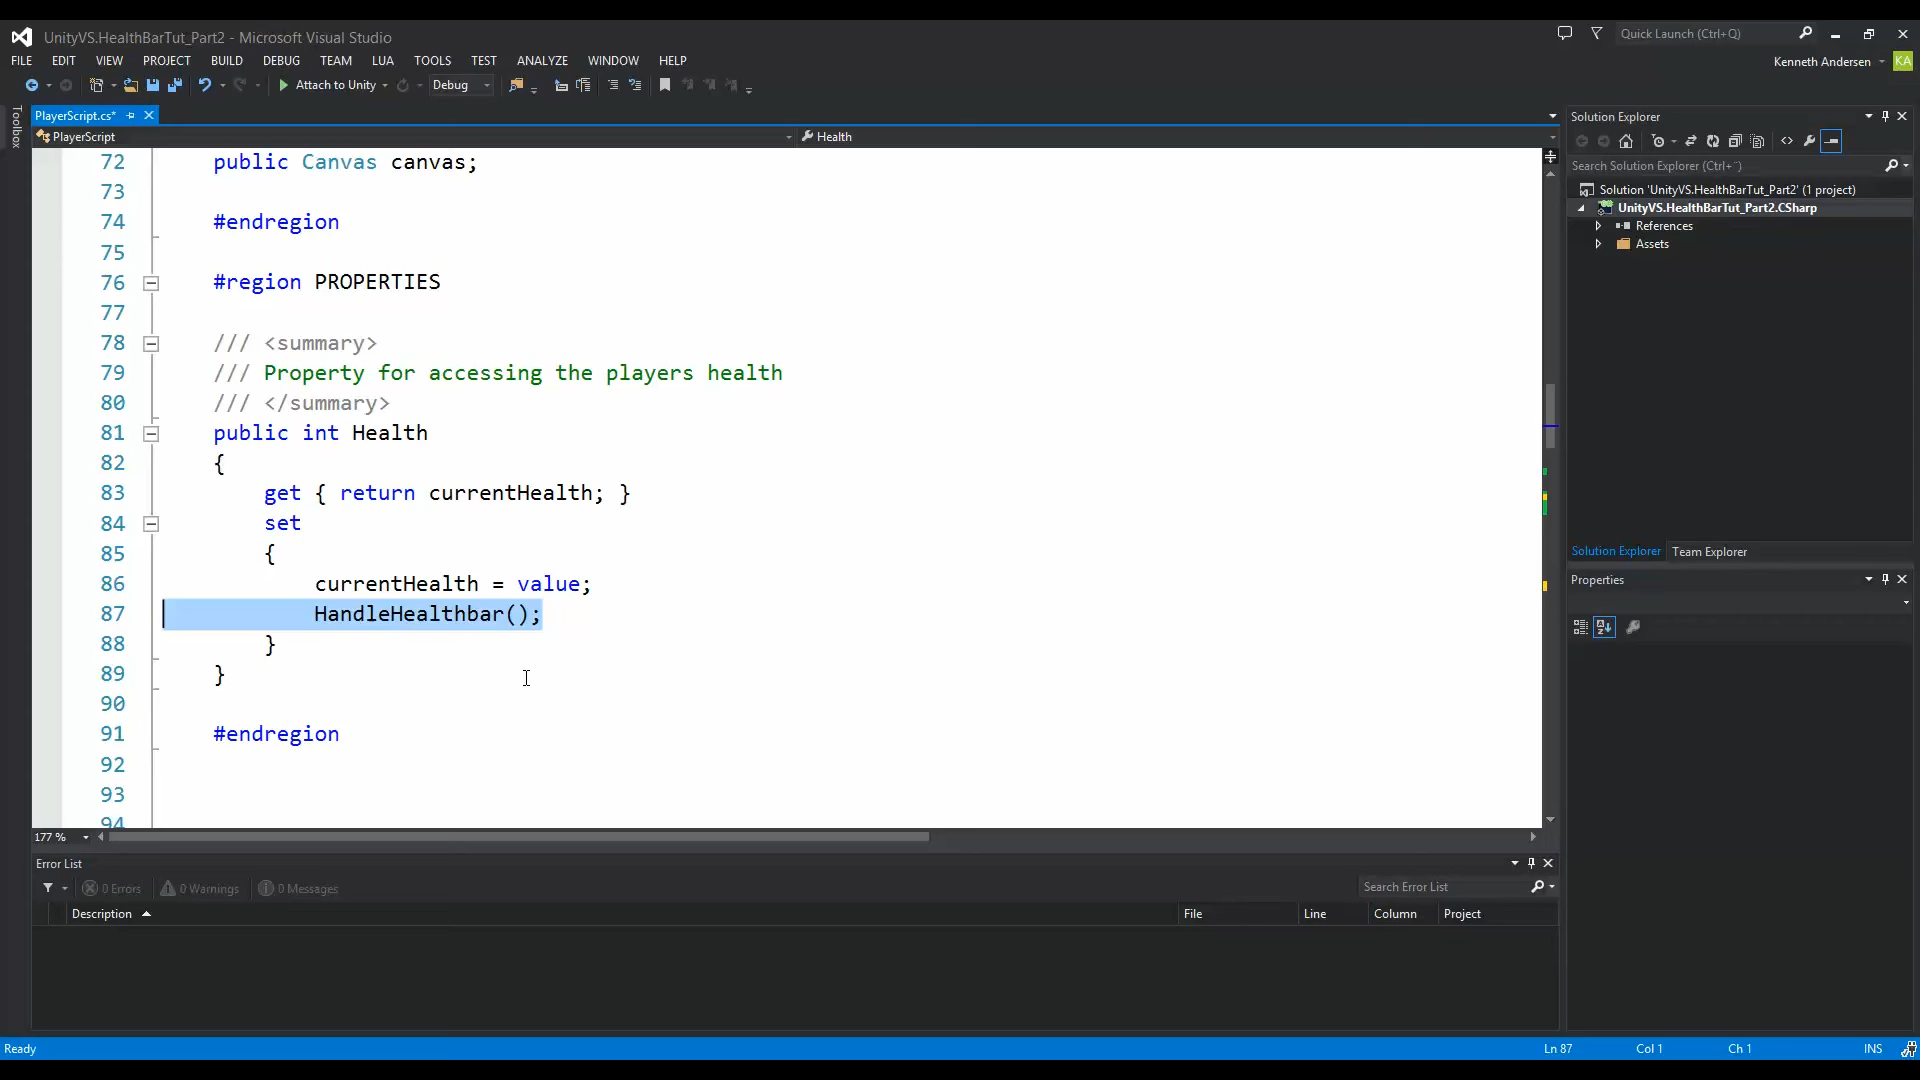 UnityVS.HealthBarTut_Part2 - Microsoft Visual Studio
Quick Launch (Ctrl+Q)
FILE EDIT VIEW PROJECT BUILD DEBUG TEAM LUA TOOLS TEST ANALYZE WINDOW HELP
Kenneth Andersen KA
Attach to Unity Debug
Toolbox
PlayerScript.cs*
PlayerScript Health
72 public Canvas canvas;
73
74 #endregion
75
76 #region PROPERTIES
77
78 /// <summary>
79 /// Property for accessing the players health
80 /// </summary>
81 public int Health
82 {
83 get { return currentHealth; }
84 set
85 {
86 currentHealth = value;
87 HandleHealthbar();
88 }
89 }
90
91 #endregion
92
93
94
177 %
Solution Explorer
Search Solution Explorer (Ctrl+¨)
Solution 'UnityVS.HealthBarTut_Part2' (1 project)
UnityVS.HealthBarTut_Part2.CSharp
References
Assets
Solution Explorer Team Explorer
Properties
Error List
0 Errors 0 Warnings 0 Messages
Search Error List
Description File Line Column Project
Ready Ln 87 Col 1 Ch 1 INS